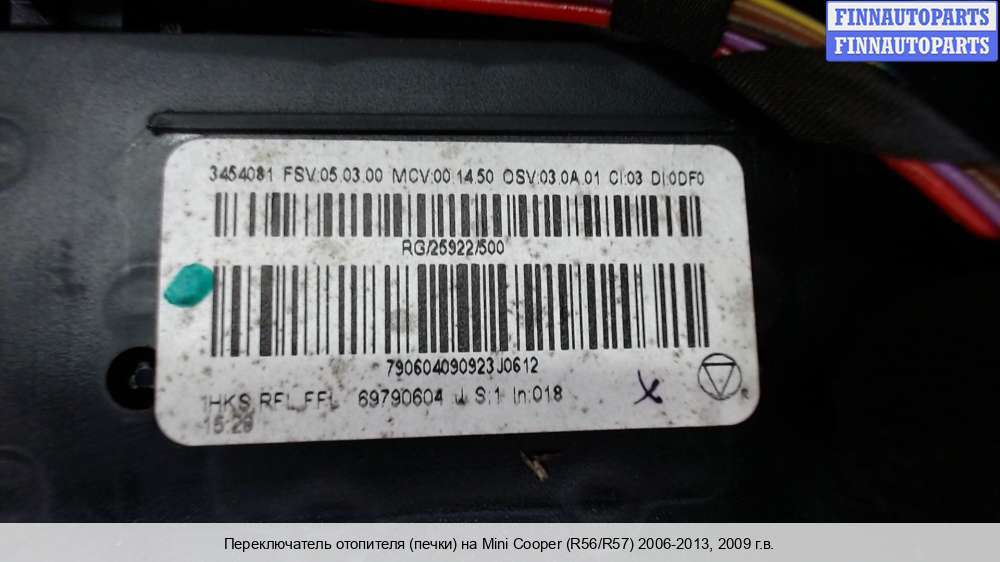 FINNAUTOPARTS
FINNAUTOPARTS
3454081 FSV:05.03.00 MCV:00.14.50 OSV:03.0A.01 CI:03 DI:0DF0
RG/25922/500
790604090923J0612
1HKS RFL FFL 69790604 J S:1 In:018
15:28
Переключатель отопителя (печки) на Mini Cooper (R56/R57) 2006-2013, 2009 г.в.